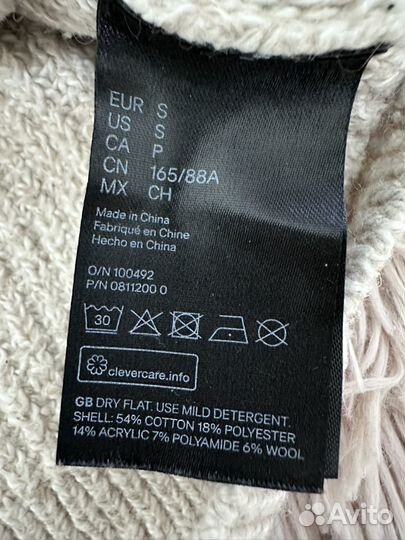 EUR S
US S
CA P
CN 165/88A
MX CH
Made in China
Fabriqué en Chine
Hecho en China
O/N 100492
P/N 0811200 0
30
clevercare.info
GB DRY FLAT. USE MILD DETERGENT.
SHELL: 54% COTTON 18% POLYESTER
14% ACRYLIC 7% POLYAMIDE 6% WOOL
Avito